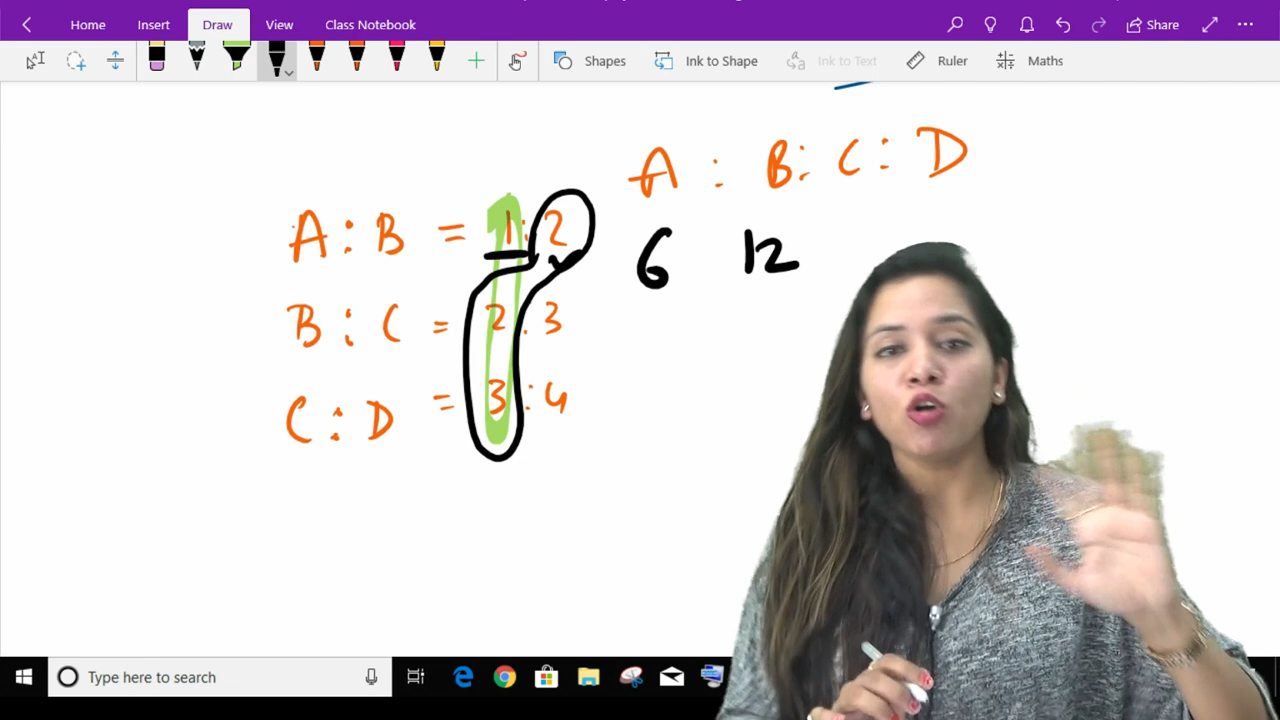 Home Insert Draw View Class Notebook Share
Shapes Ink to Shape Ink to Text Ruler Maths
A : B : C : D
A : B = 1 : 2
6 12
B : C = 2 : 3
C : D = 3 : 4
Type here to search